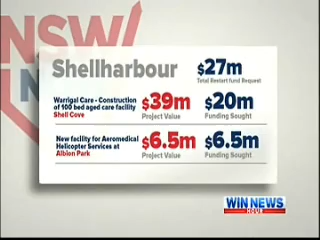 NSW
N
Shellharbour
$27m
Total Restart fund Request
Warrigal Care - Construction
of 100 bed aged care facility
Shell Cove
$39m
Project Value
$20m
Funding Sought
New facility for Aeromedical
Helicopter Services at
Albion Park
$6.5m
Project Value
$6.5m
Funding Sought
WIN NEWS
HOUR